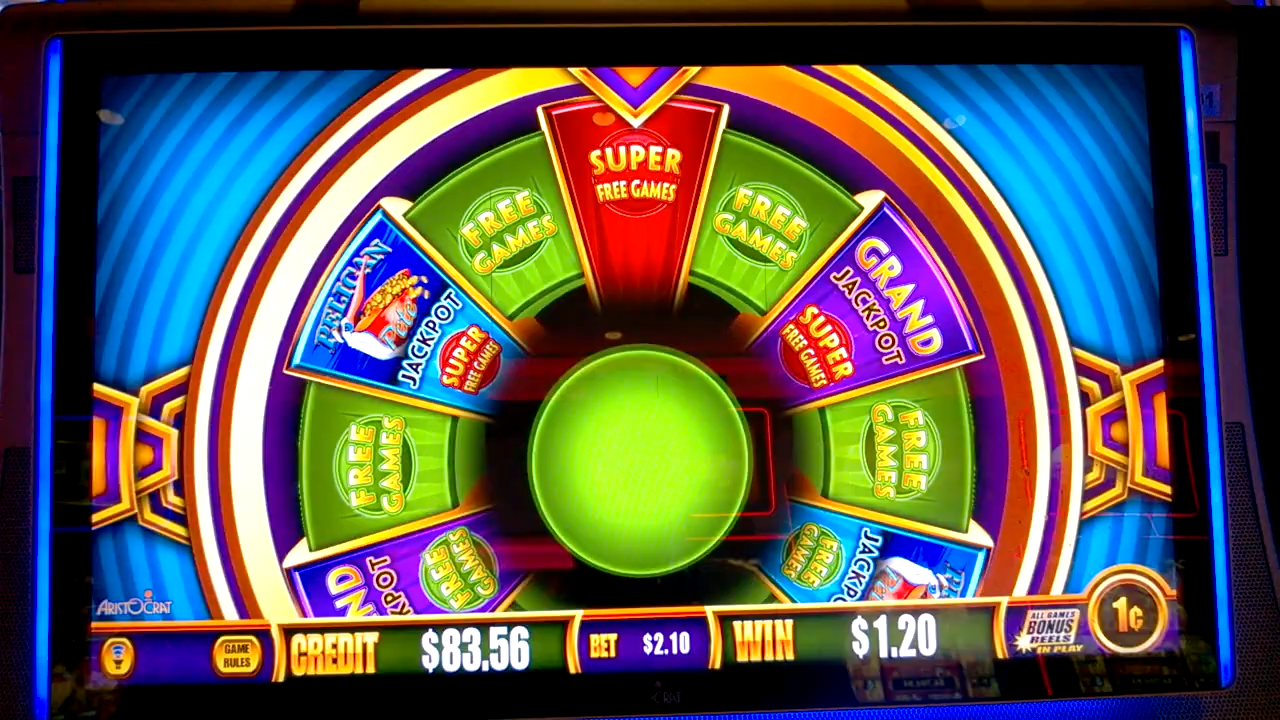 SUPER
FREE GAMES
FREE
GAMES
FREE
GAMES
PELICAN
Pete
JACKPOT
SUPER
FREE GAMES
GRAND
JACKPOT
SUPER
FREE GAMES
FREE
GAMES
FREE
GAMES
ND
KPOT
FREE
GAMES
FREE
GAMES
JACKPO
PEL
ARISTOCRAT
GAME
RULES
CREDIT $83.56
BET $2.10
WIN $1.20
ALL GAMES
BONUS
REELS
IN PLAY
1¢